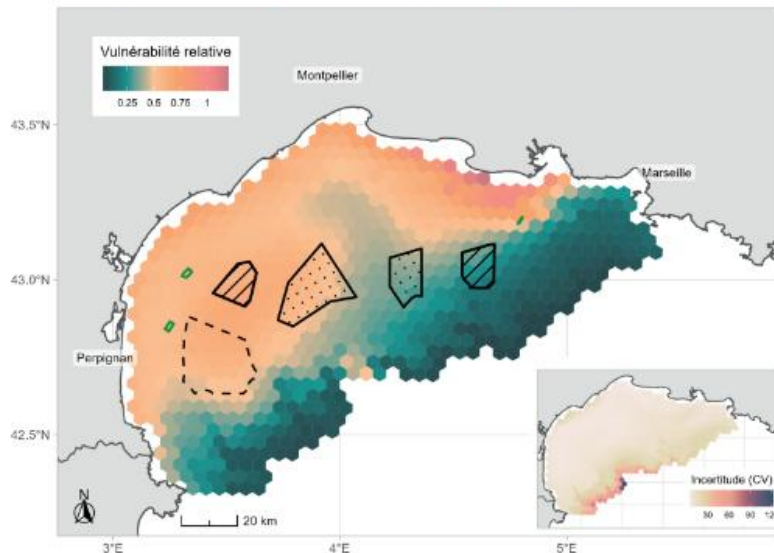 Vulnérabilité relative
0.25 0.5 0.75 1
Montpellier
43.5°N
Marseille
43.0°N
Perpignan
42.5°N
Incertitude (CV)
30 60 90
N
20 km
3°E 4°E 5°E